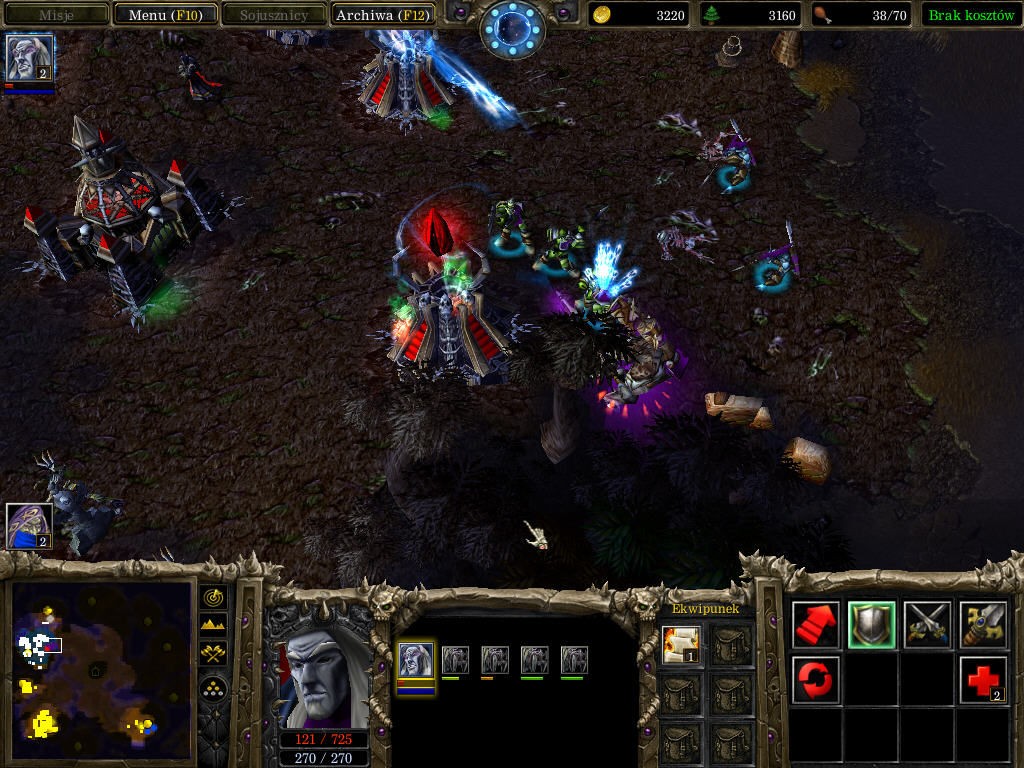 Misje
Menu (F10)
Sojusznicy
Archiwa (F12)
3220
3160
38/70
Brak kosztów
2
2
Ekwipunek
1
121 / 725
270 / 270
2